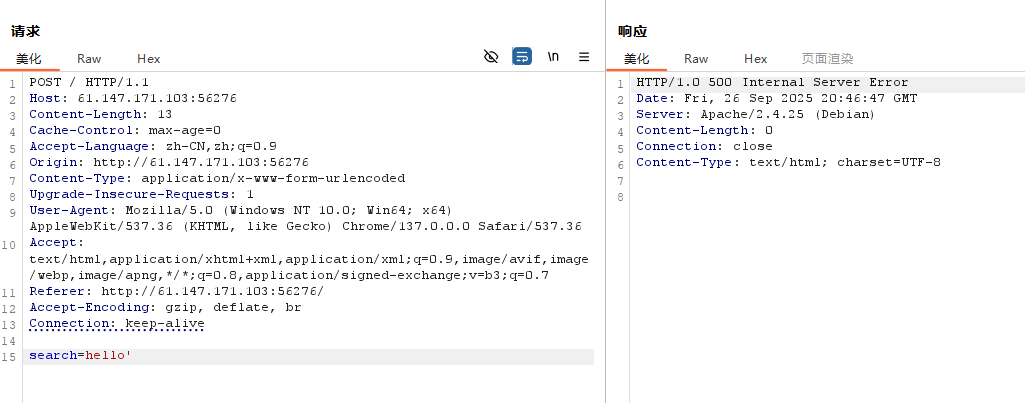 请求
美化 Raw Hex \n
1 POST / HTTP/1.1
2 Host: 61.147.171.103:56276
3 Content-Length: 13
4 Cache-Control: max-age=0
5 Accept-Language: zh-CN,zh;q=0.9
6 Origin: http://61.147.171.103:56276
7 Content-Type: application/x-www-form-urlencoded
8 Upgrade-Insecure-Requests: 1
9 User-Agent: Mozilla/5.0 (Windows NT 10.0; Win64; x64)
AppleWebKit/537.36 (KHTML, like Gecko) Chrome/137.0.0.0 Safari/537.36
10 Accept:
text/html,application/xhtml+xml,application/xml;q=0.9,image/avif,image
/webp,image/apng,*/*;q=0.8,application/signed-exchange;v=b3;q=0.7
11 Referer: http://61.147.171.103:56276/
12 Accept-Encoding: gzip, deflate, br
13 Connection: keep-alive
14
15 search=hello'
响应
美化 Raw Hex 页面渲染
1 HTTP/1.0 500 Internal Server Error
2 Date: Fri, 26 Sep 2025 20:46:47 GMT
3 Server: Apache/2.4.25 (Debian)
4 Content-Length: 0
5 Connection: close
6 Content-Type: text/html; charset=UTF-8
7
8